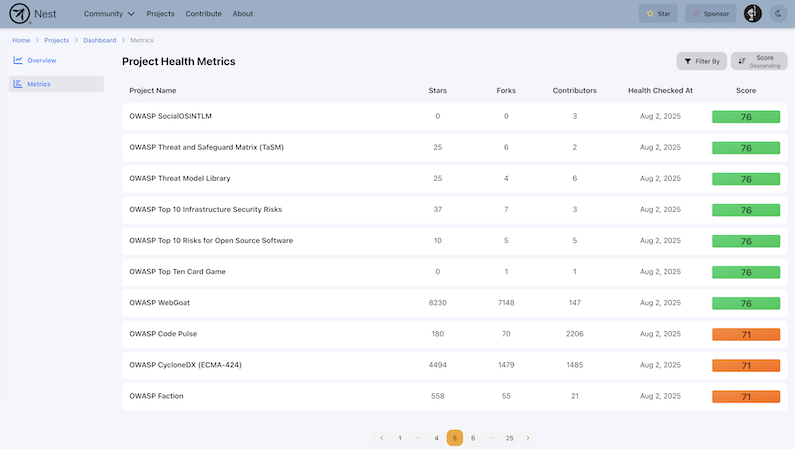 Nest
Community Projects Contribute About
Star Sponsor
Home > Projects > Dashboard > Metrics
Overview
Metrics
Project Health Metrics
Filter By
Score
Descending
Project Name Stars Forks Contributors Health Checked At Score
OWASP SocialOSINTLM 0 0 3 Aug 2, 2025 76
OWASP Threat and Safeguard Matrix (TaSM) 25 6 2 Aug 2, 2025 76
OWASP Threat Model Library 25 4 6 Aug 2, 2025 76
OWASP Top 10 Infrastructure Security Risks 37 7 3 Aug 2, 2025 76
OWASP Top 10 Risks for Open Source Software 10 5 5 Aug 2, 2025 76
OWASP Top Ten Card Game 0 1 1 Aug 2, 2025 76
OWASP WebGoat 8230 7148 147 Aug 2, 2025 76
OWASP Code Pulse 180 70 2206 Aug 2, 2025 71
OWASP CycloneDX (ECMA-424) 4494 1479 1485 Aug 2, 2025 71
OWASP Faction 558 55 21 Aug 2, 2025 71
< 1 ... 4 5 6 ... 25 >